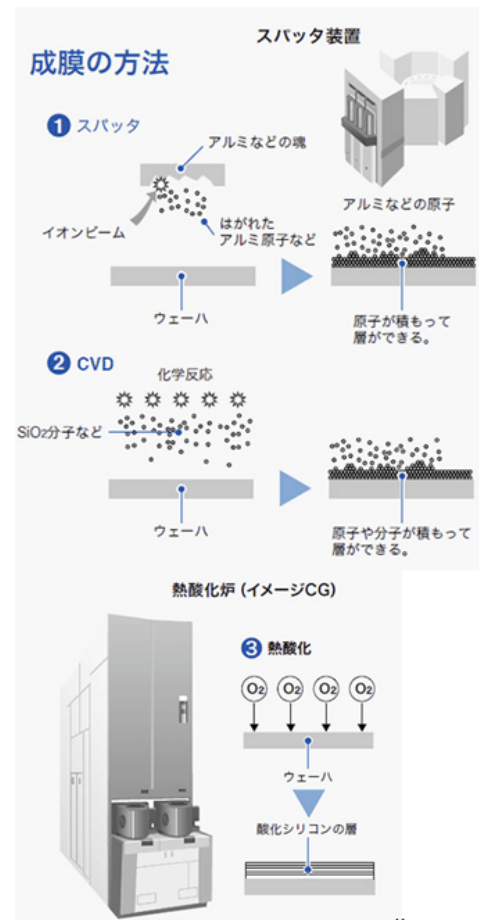 スパッタ装置
成膜の方法
1 スパッタ
アルミなどの塊
イオンビーム
はがれた
アルミ原子など
ウェーハ
アルミなどの原子
原子が積もって
層ができる。
2 CVD
化学反応
SiO₂分子など
ウェーハ
原子や分子が積もって
層ができる。
熱酸化炉 (イメージCG)
3 熱酸化
O₂ O₂ O₂ O₂
ウェーハ
酸化シリコンの層